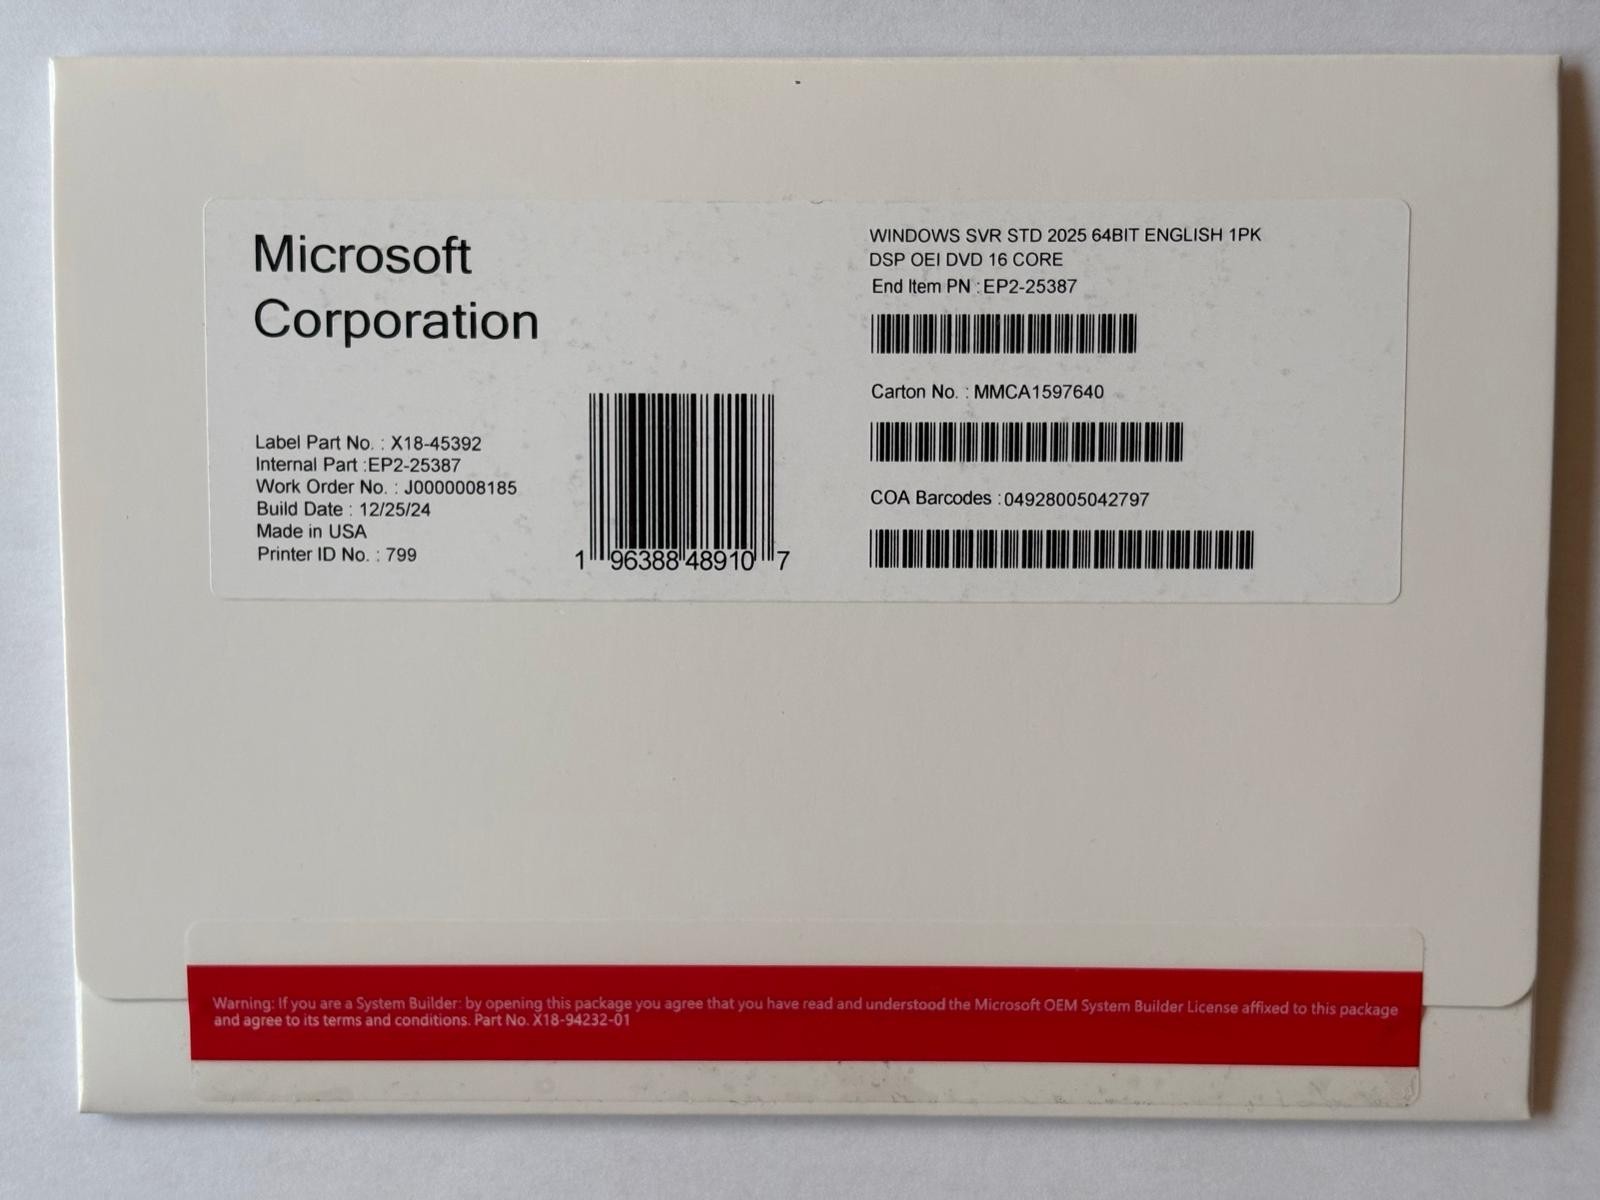 Microsoft
Corporation
Label Part No. : X18-45392
Internal Part :EP2-25387
Work Order No. : J0000008185
Build Date : 12/25/24
Made in USA
Printer ID No. : 799
1 96388 48910 7
WINDOWS SVR STD 2025 64BIT ENGLISH 1PK
DSP OEI DVD 16 CORE
End Item PN :EP2-25387
Carton No. : MMCA1597640
COA Barcodes :04928005042797
Warning: If you are a System Builder: by opening this package you agree that you have read and understood the Microsoft OEM System Builder License affixed to this package
and agree to its terms and conditions. Part No. X18-94232-01